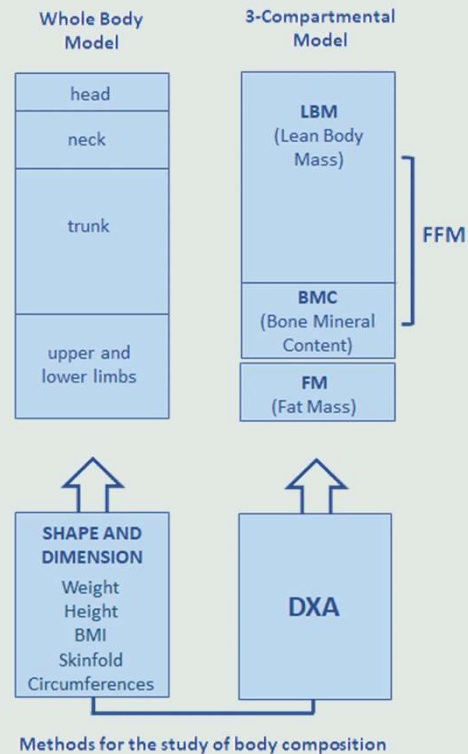 Whole Body
Model
head
neck
trunk
upper and
lower limbs
SHAPE AND
DIMENSION
Weight
Height
BMI
Skinfold
Circumferences
3-Compartmental
Model
LBM
(Lean Body
Mass)
BMC
(Bone Mineral
Content)
FM
(Fat Mass)
FFM
DXA
Methods for the study of body composition